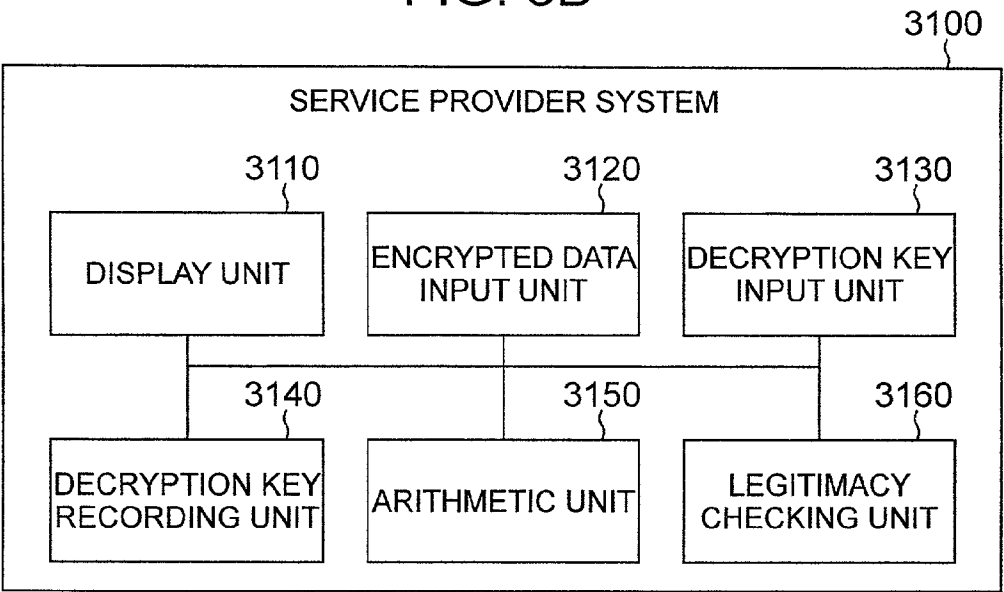 3100
SERVICE PROVIDER SYSTEM
3110
3120
3130
DISPLAY UNIT
ENCRYPTED DATA
INPUT UNIT
DECRYPTION KEY
INPUT UNIT
3140
3150
3160
DECRYPTION KEY
RECORDING UNIT
ARITHMETIC UNIT
LEGITIMACY
CHECKING UNIT